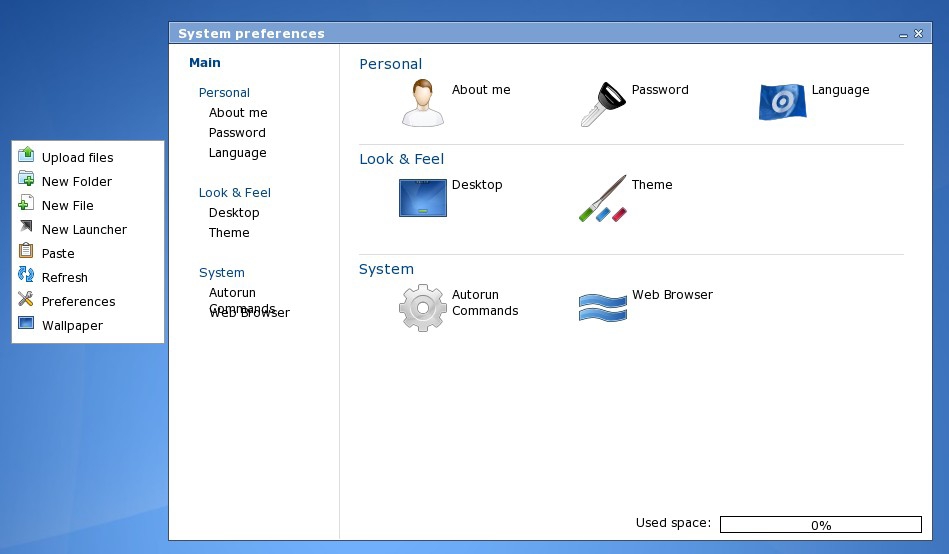 System preferences
Upload files
New Folder
New File
New Launcher
Paste
Refresh
Preferences
Wallpaper
Main
Personal
About me
Password
Language
Look & Feel
Desktop
Theme
System
Autorun
Commands
Web Browser
Personal
About me
Password
Language
Look & Feel
Desktop
Theme
System
Autorun
Commands
Web Browser
Used space:
0%